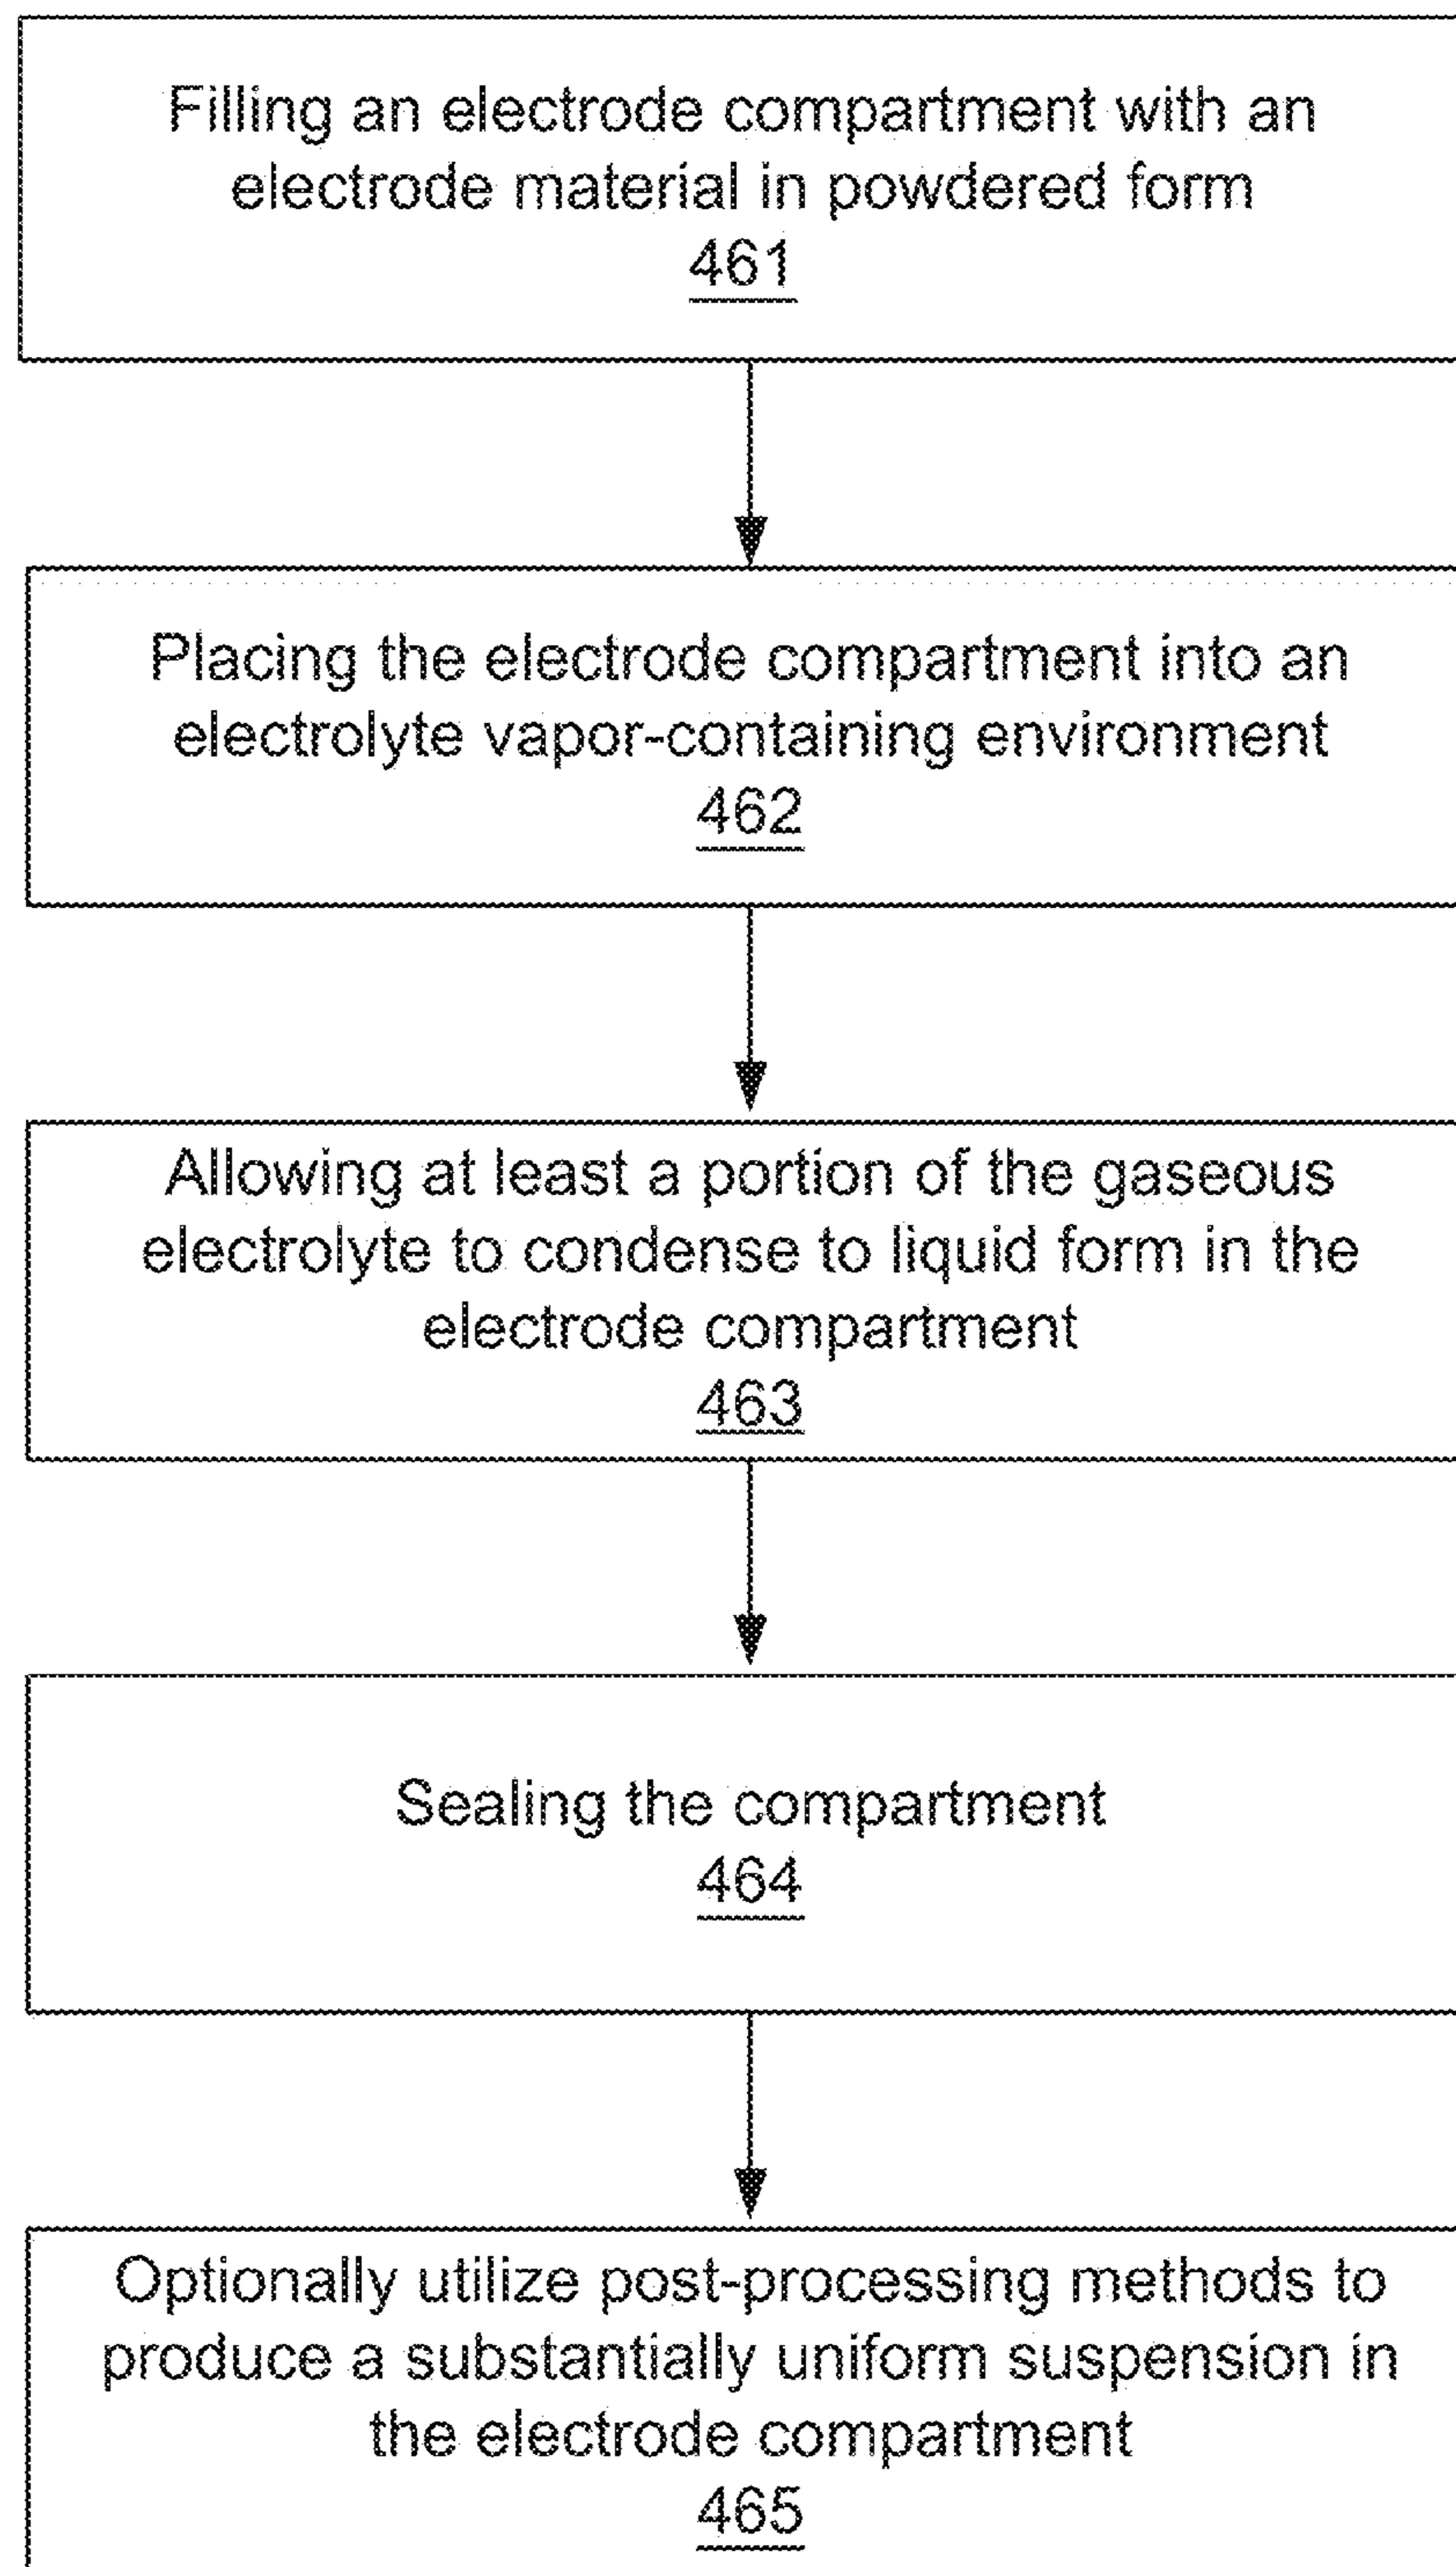 Filling an electrode compartment with an
electrode material in powdered form
461
Placing the electrode compartment into an
electrolyte vapor-containing environment
462
Allowing at least a portion of the gaseous
electrolyte to condense to liquid form in the
electrode compartment
463
Sealing the compartment
464
Optionally utilize post-processing methods to
produce a substantially uniform suspension in
the electrode compartment
465